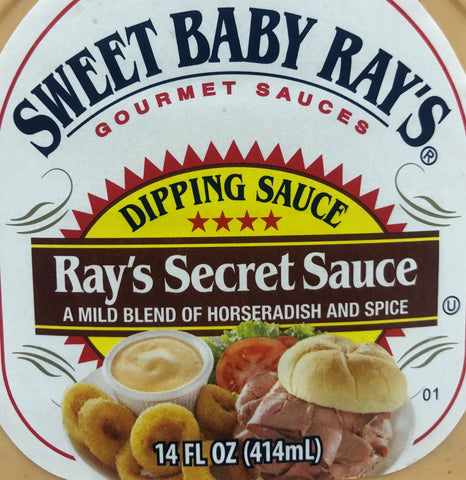 SWEET BABY RAY'S®
GOURMET SAUCES
DIPPING SAUCE
Ray's Secret Sauce
A MILD BLEND OF HORSERADISH AND SPICE
U
01
14 FL OZ (414mL)